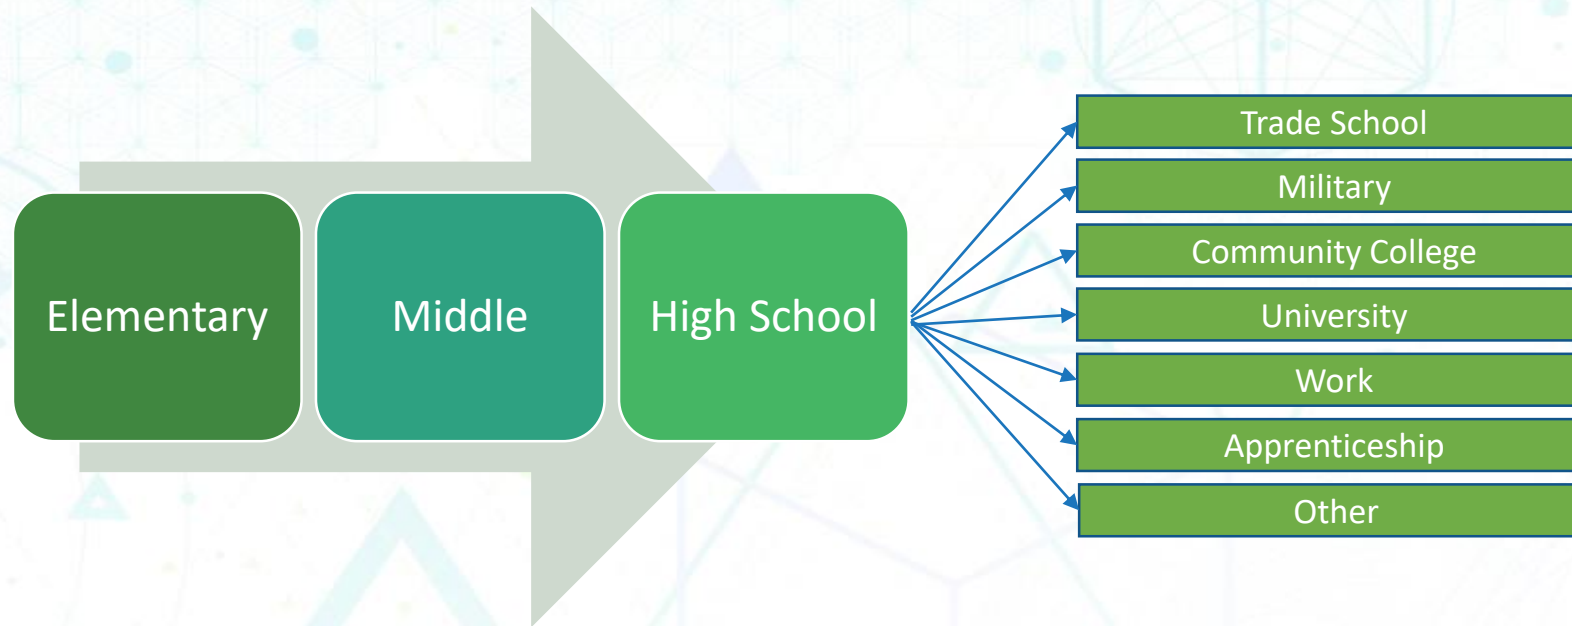 Elementary
Middle
High School
Trade School
Military
Community College
University
Work
Apprenticeship
Other